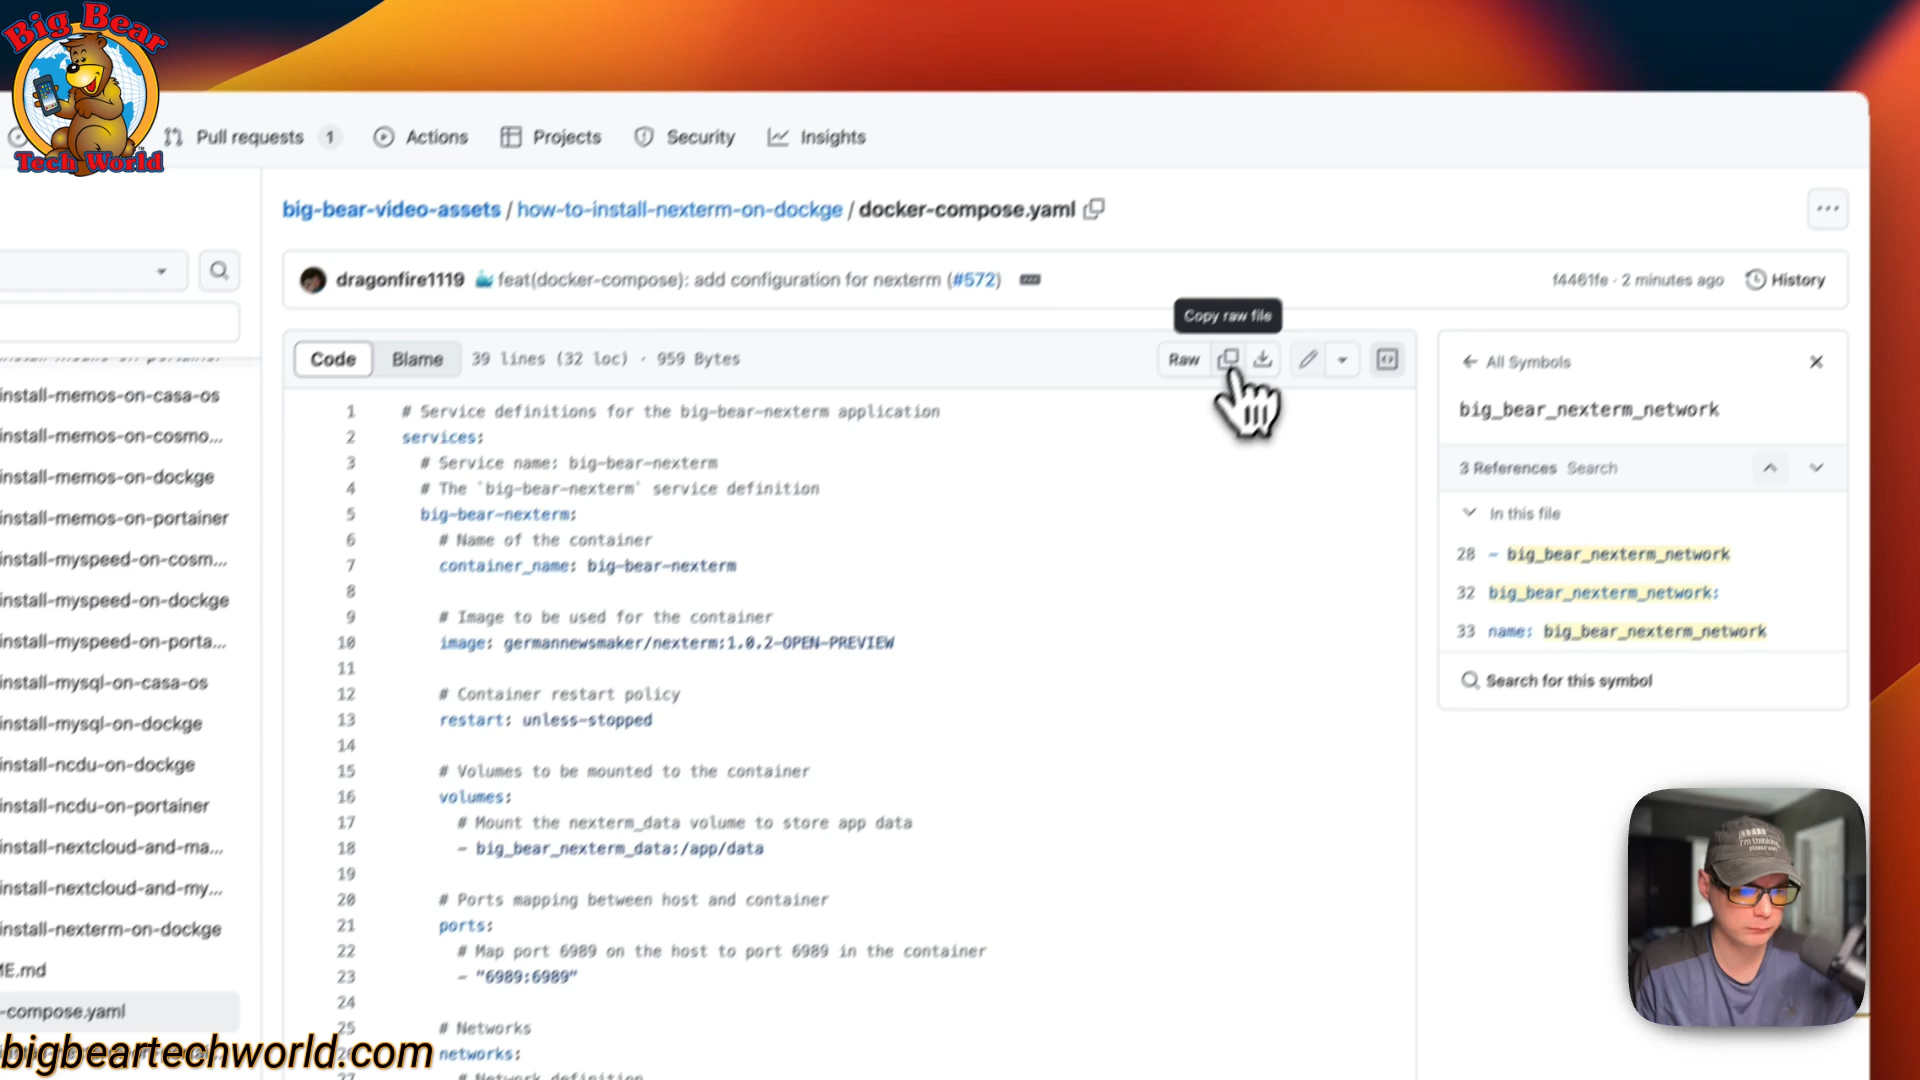 Big Bear
Tech World
Pull requests 1
Actions
Projects
Security
Insights
big-bear-video-assets / how-to-install-nexterm-on-dockge / docker-compose.yaml
dragonfire1119 feat(docker-compose): add configuration for nexterm (#572)
f4461fe · 2 minutes ago
History
Copy raw file
Code
Blame
39 lines (32 loc) · 959 Bytes
Raw
1 # Service definitions for the big-bear-nexterm application
2 services:
3 # Service name: big-bear-nexterm
4 # The `big-bear-nexterm` service definition
5 big-bear-nexterm:
6 # Name of the container
7 container_name: big-bear-nexterm
8
9 # Image to be used for the container
10 image: germannewsmaker/nexterm:1.0.2-OPEN-PREVIEW
11
12 # Container restart policy
13 restart: unless-stopped
14
15 # Volumes to be mounted to the container
16 volumes:
17 # Mount the nexterm_data volume to store app data
18 - big_bear_nexterm_data:/app/data
19
20 # Ports mapping between host and container
21 ports:
22 # Map port 6989 on the host to port 6989 in the container
23 - "6989:6989"
24
25 # Networks
networks:
# Network definition
All Symbols
big_bear_nexterm_network
3 References Search
In this file
28 - big_bear_nexterm_network
32 big_bear_nexterm_network:
33 name: big_bear_nexterm_network
Search for this symbol
install-memos-on-casa-os
install-memos-on-cosmo...
install-memos-on-dockge
install-memos-on-portainer
install-myspeed-on-cosm...
install-myspeed-on-dockge
install-myspeed-on-porta...
install-mysql-on-casa-os
install-mysql-on-dockge
install-ncdu-on-dockge
install-ncdu-on-portainer
install-nextcloud-and-ma...
install-nextcloud-and-my...
install-nexterm-on-dockge
ME.md
-compose.yaml
bigbeartechworld.com